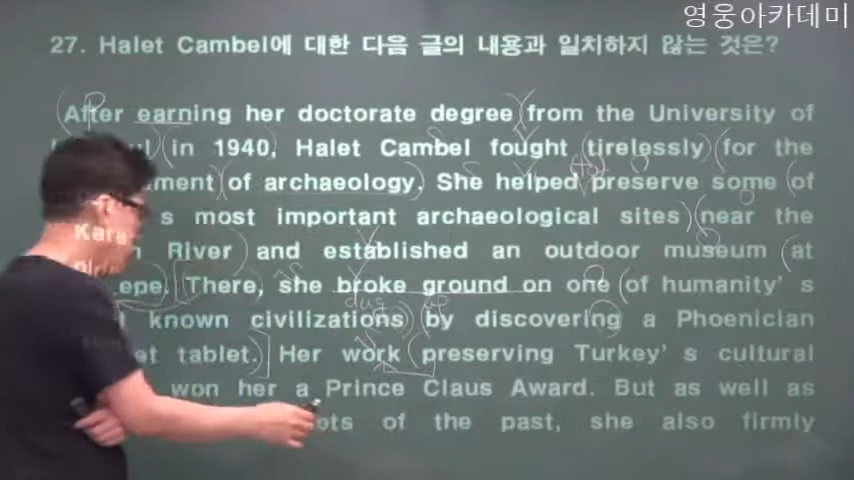 영웅아카데미
27. Halet Cambel에 대한 다음 글의 내용과 일치하지 않는 것은?
After earning her doctorate degree from the University of
in 1940, Halet Cambel fought tirelessly for the
of archaeology. She helped preserve some of
s most important archaeological sites near the
River and established an outdoor museum at
There, she broke ground on one of humanity' s
known civilizations by discovering a Phoenician
tablet. Her work preserving Turkey' s cultural
won her a Prince Claus Award. But as well as
of the past, she also firmly